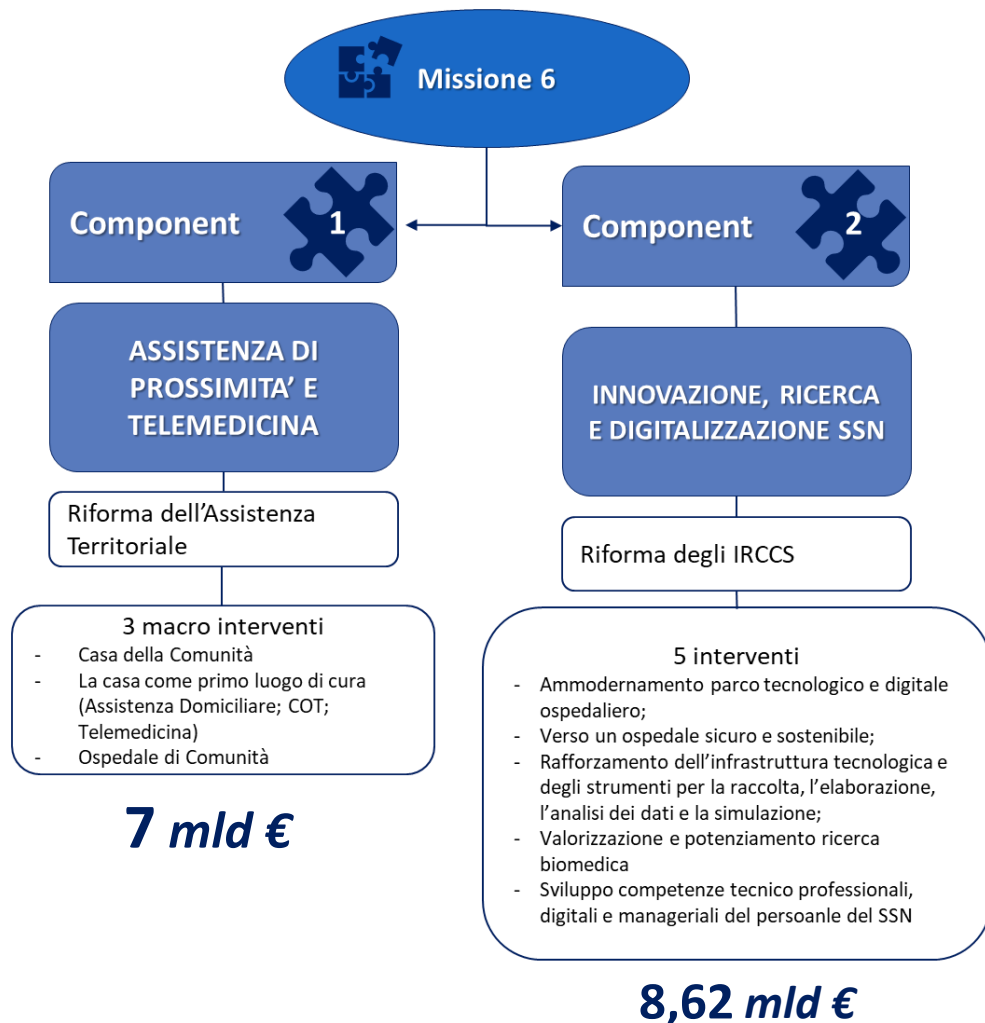 Missione 6
Component
1
ASSISTENZA DI
PROSSIMITA’ E
TELEMEDICINA
Riforma dell’Assistenza
Territoriale
3 macro interventi
- Casa della Comunità
- La casa come primo luogo di cura
(Assistenza Domiciliare; COT;
Telemedicina)
- Ospedale di Comunità
7 mld €
Component
2
INNOVAZIONE, RICERCA
E DIGITALIZZAZIONE SSN
Riforma degli IRCCS
5 interventi
- Ammodernamento parco tecnologico e digitale
ospedaliero;
- Verso un ospedale sicuro e sostenibile;
- Rafforzamento dell’infrastruttura tecnologica e
degli strumenti per la raccolta, l’elaborazione,
l’analisi dei dati e la simulazione;
- Valorizzazione e potenziamento ricerca
biomedica
- Sviluppo competenze tecnico professionali,
digitali e manageriali del persoanle del SSN
8,62 mld €